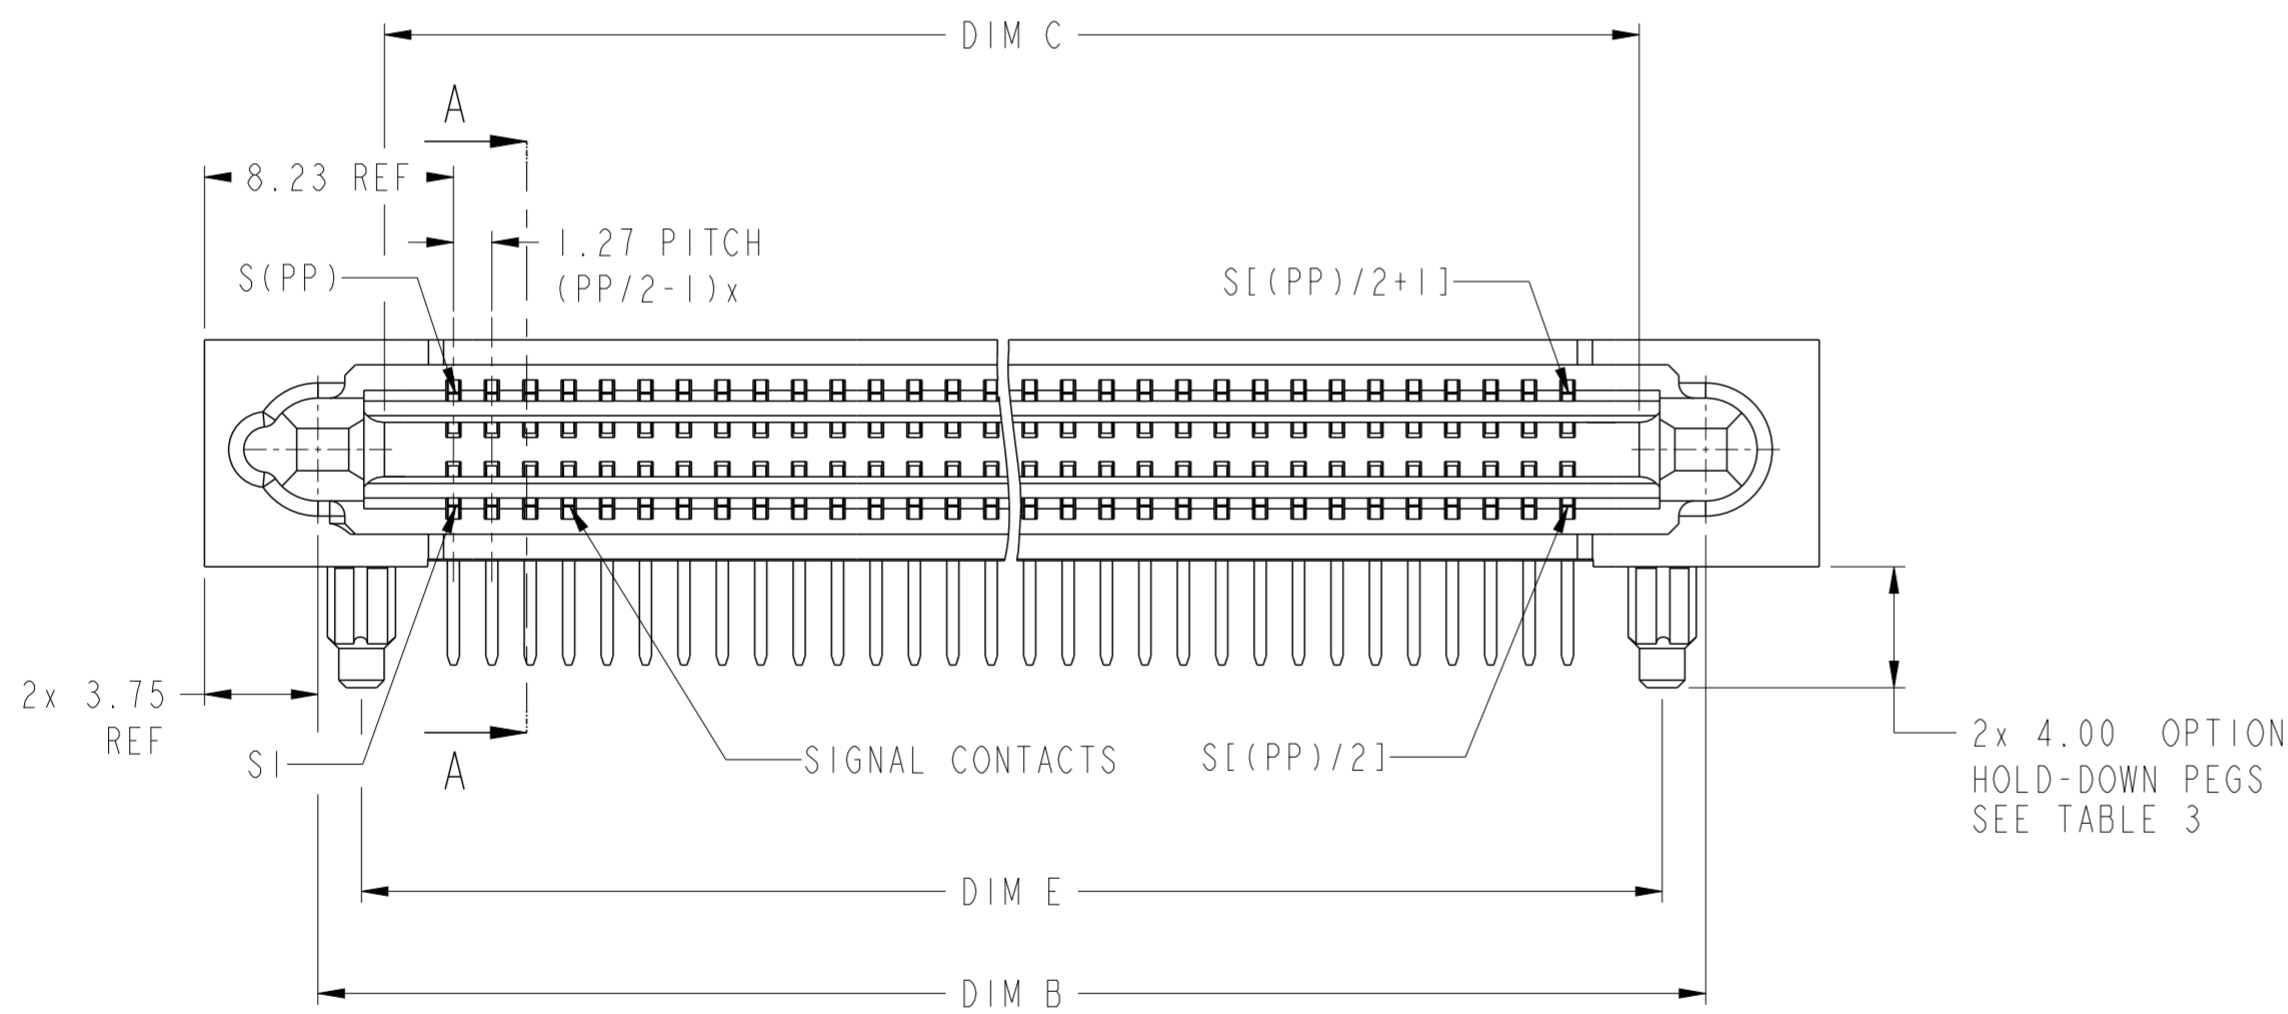 DIM C
A
8.23 REF
1.27 PITCH
(PP/2-1)x
S(PP)
S[(PP)/2+1]
2x 3.75
REF
S1
A
SIGNAL CONTACTS
S[(PP)/2]
2x 4.00 OPTION
HOLD-DOWN PEGS
SEE TABLE 3
DIM E
DIM B